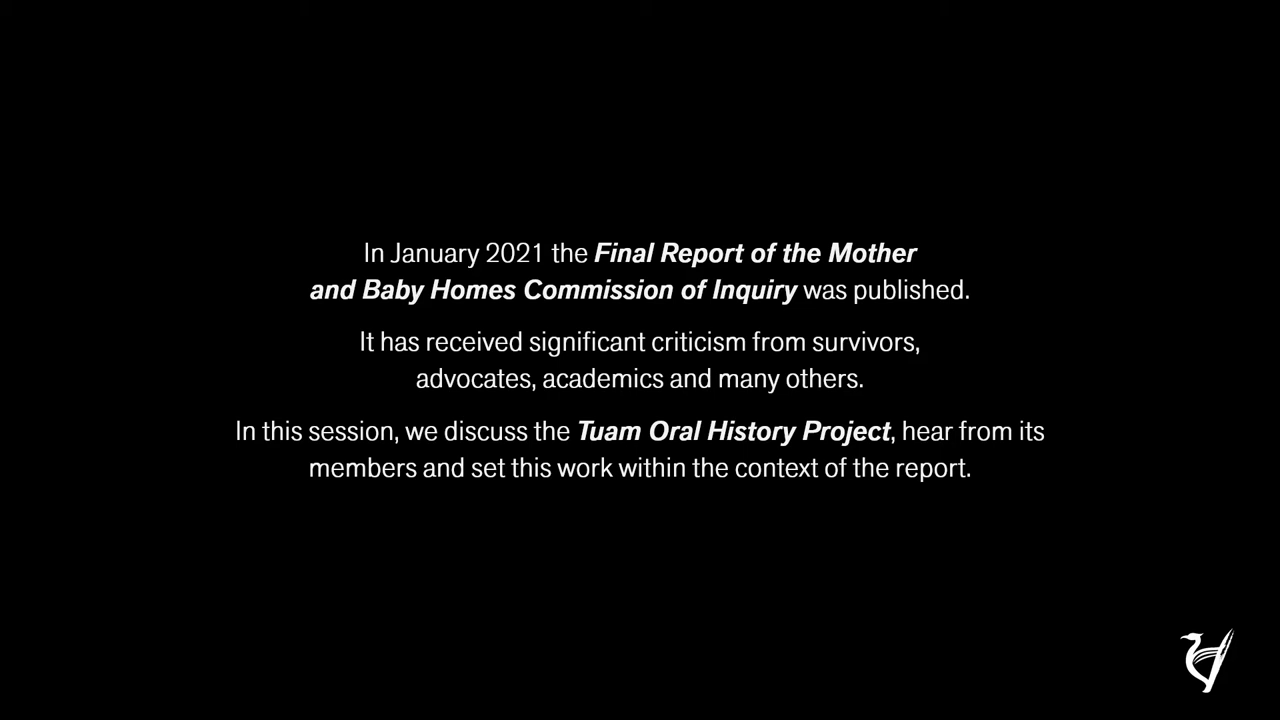 In January 2021 the Final Report of the Mother
and Baby Homes Commission of Inquiry was published.
It has received significant criticism from survivors,
advocates, academics and many others.
In this session, we discuss the Tuam Oral History Project, hear from its
members and set this work within the context of the report.